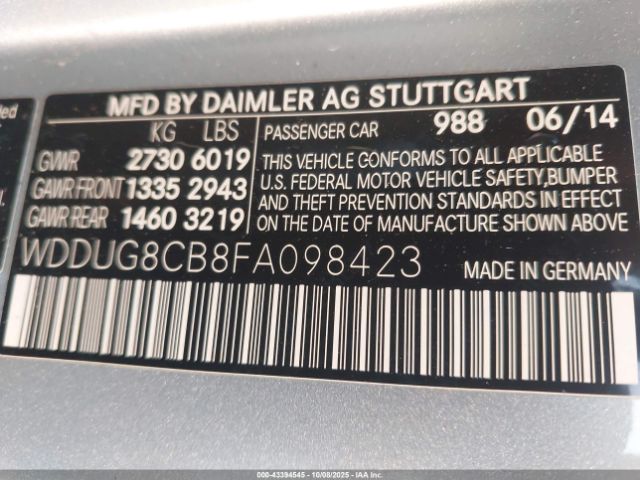 MFD BY DAIMLER AG STUTTGART
KG LBS
GVWR 2730 6019
GAWR FRONT 1335 2943
GAWR REAR 1460 3219
PASSENGER CAR 988 06/14
THIS VEHICLE CONFORMS TO ALL APPLICABLE
U.S. FEDERAL MOTOR VEHICLE SAFETY,BUMPER
AND THEFT PREVENTION STANDARDS IN EFFECT
ON THE DATE OF MANUFACTURE SHOWN ABOVE.
WDDUG8CB8FA098423
MADE IN GERMANY
000-43394545 - 10/08/2025 - IAA, Inc.